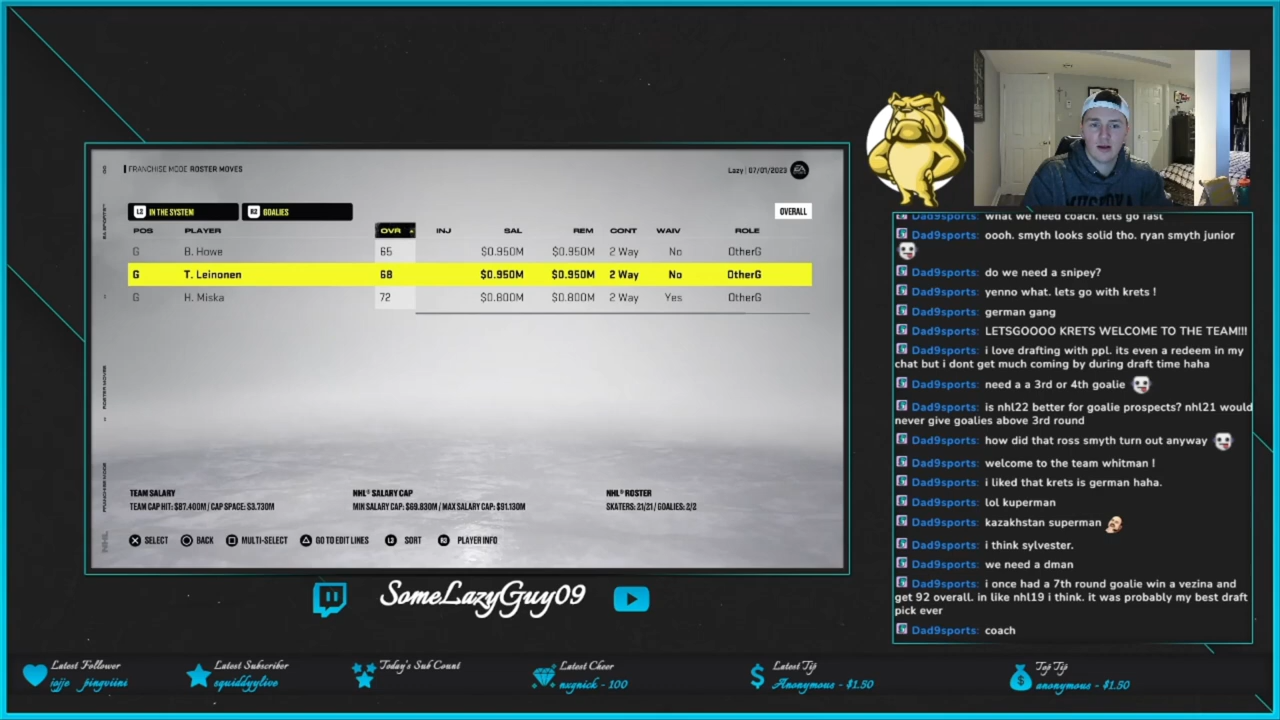 FRANCHISE MODE ROSTER MOVES
Lazy | 07/01/2023
L2 IN THE SYSTEM
R2 GOALIES
OVERALL
POS PLAYER OVR INJ SAL REM CONT WAIV ROLE
G B. Howe 65 $0.950M $0.950M 2 Way No OtherG
G T. Leinonen 68 $0.950M $0.950M 2 Way No OtherG
G H. Miska 72 $0.800M $0.800M 2 Way Yes OtherG
TEAM SALARY
TEAM CAP HIT: $87.400M / CAP SPACE: $3.730M
NHL® SALARY CAP
MIN SALARY CAP: $69.830M / MAX SALARY CAP: $91.130M
NHL® ROSTER
SKATERS: 21/21 / GOALIES: 2/2
SELECT BACK MULTI-SELECT GO TO EDIT LINES SORT PLAYER INFO
what we need coach. lets go fast
Dad9sports: oooh. smyth looks solid tho. ryan smyth junior
Dad9sports: do we need a snipey?
Dad9sports: yenno what. lets go with krets !
Dad9sports: german gang
Dad9sports: LETSGOOOO KRETS WELCOME TO THE TEAM!!!
Dad9sports: i love drafting with ppl. its even a redeem in my
chat but i dont get much coming by during draft time haha
Dad9sports: need a a 3rd or 4th goalie
Dad9sports: is nhl22 better for goalie prospects? nhl21 would
never give goalies above 3rd round
Dad9sports: how did that ross smyth turn out anyway
Dad9sports: welcome to the team whitman !
Dad9sports: i liked that krets is german haha.
Dad9sports: lol kuperman
Dad9sports: kazakhstan superman
Dad9sports: i think sylvester.
Dad9sports: we need a dman
Dad9sports: i once had a 7th round goalie win a vezina and
get 92 overall. in like nhl19 i think. it was probably my best draft
pick ever
Dad9sports: coach
SomeLazyGuy09
Latest Follower
jojje_pingviini
Latest Subscriber
squiddyylive
Today's Sub Count
Latest Cheer
nxgnick - 100
Latest Tip
Anonymous - $1.50
Top Tip
anonymous - $1.50